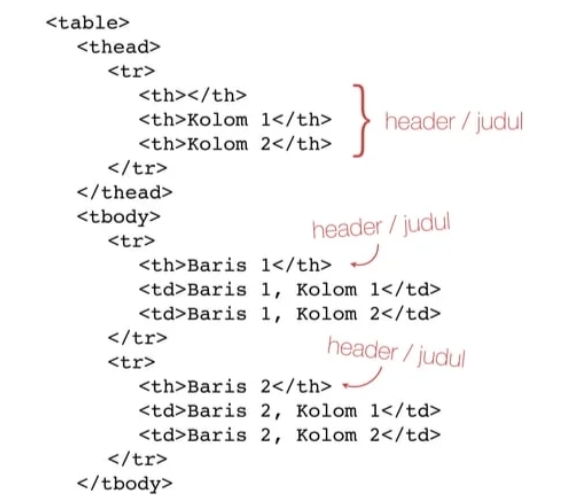 <table>
<thead>
<tr>
<th></th>
<th>Kolom 1</th>
header / judul
<th>Kolom 2</th>
</tr>
</thead>
<tbody>
header / judul
<tr>
<th>Baris 1</th>
<td>Baris 1, Kolom 1</td>
<td>Baris 1, Kolom 2</td>
</tr>
header / judul
<tr>
<th>Baris 2</th>
<td>Baris 2, Kolom 1</td>
<td>Baris 2, Kolom 2</td>
</tr>
</tbody>